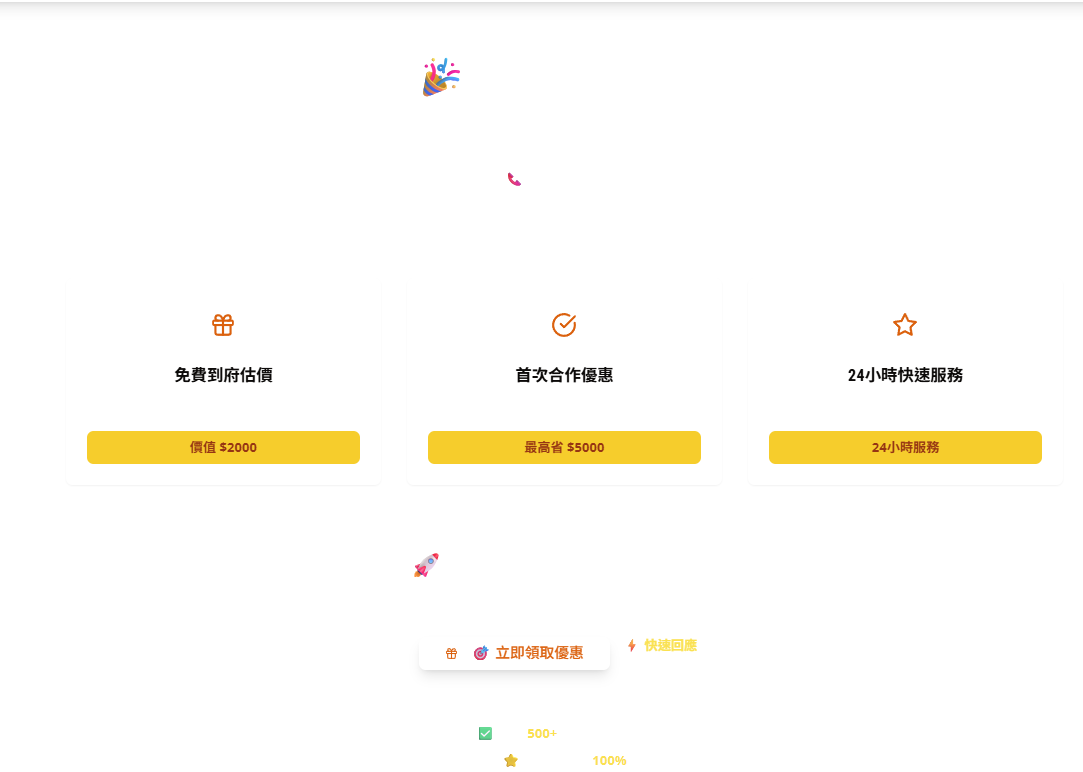 免費到府估價
首次合作優惠
24小時快速服務
價值 $2000
最高省 $5000
24小時服務
🎯 立即領取優惠
⚡ 快速回應
✅ 500+
⭐ 100%